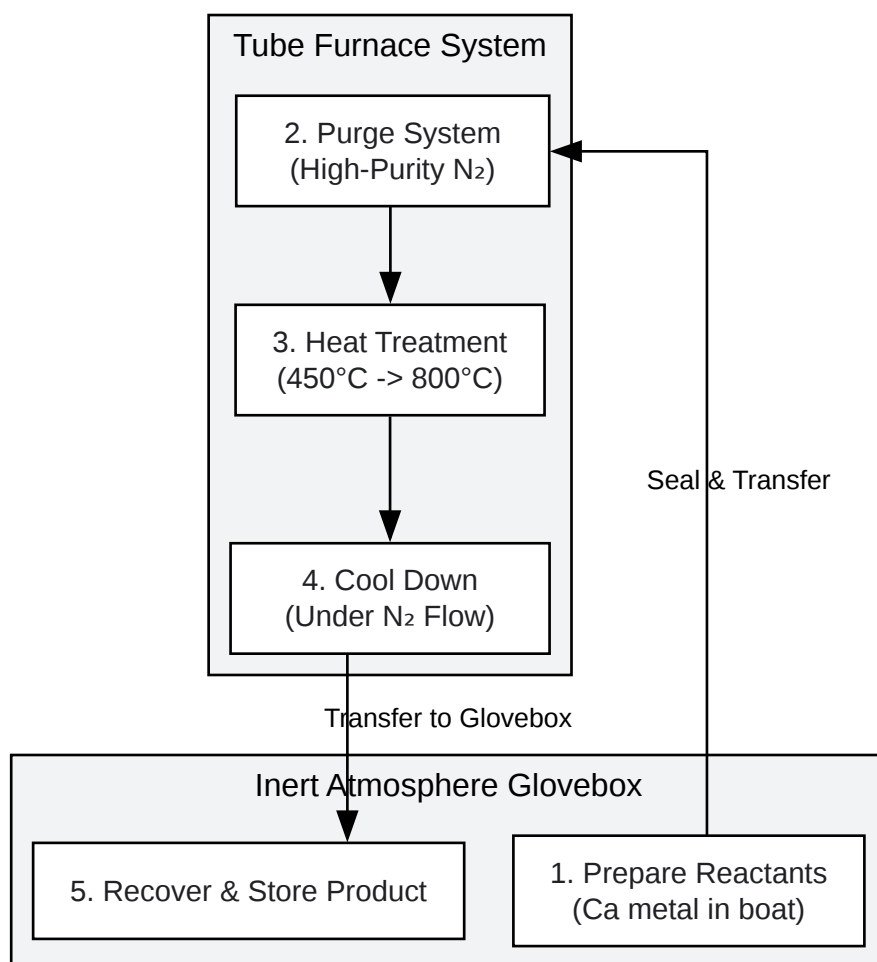 Tube Furnace System
2. Purge System
(High-Purity N₂)
3. Heat Treatment
(450°C -> 800°C)
Seal & Transfer
4. Cool Down
(Under N₂ Flow)
Transfer to Glovebox
Inert Atmosphere Glovebox
5. Recover & Store Product
1. Prepare Reactants
(Ca metal in boat)